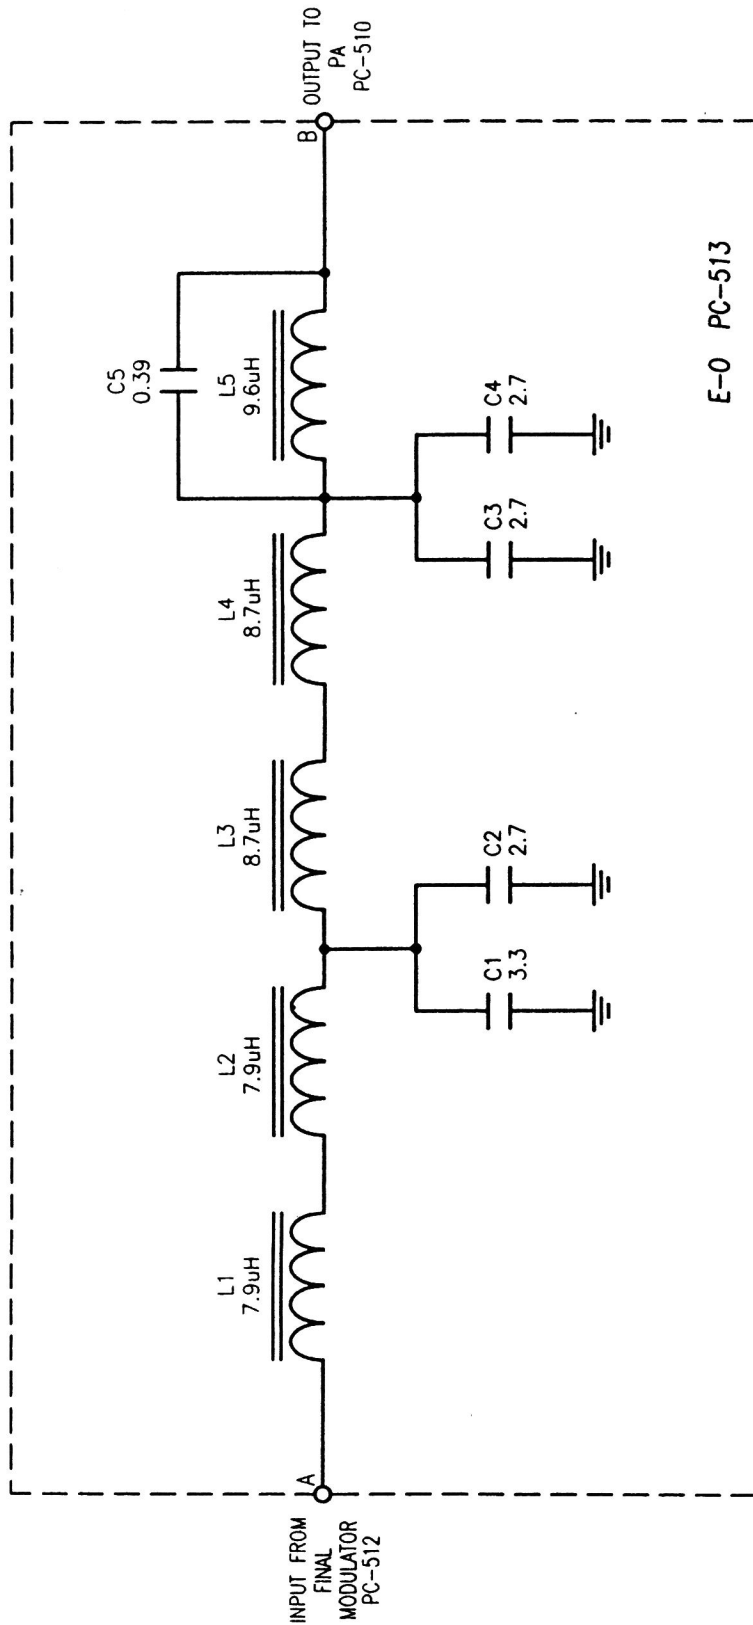 INPUT FROM
FINAL
MODULATOR
PC-512
A
L1
7.9uH
L2
7.9uH
C1
3.3
C2
2.7
L3
8.7uH
L4
8.7uH
C3
2.7
C4
2.7
C5
0.39
L5
9.6uH
B
OUTPUT TO
PA
PC-510
E-O PC-513